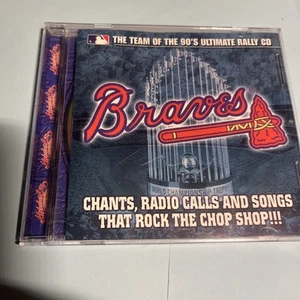 THE TEAM OF THE 90'S ULTIMATE RALLY CD
Braves
CHANTS, RADIO CALLS AND SONGS
THAT ROCK THE CHOP SHOP!!!